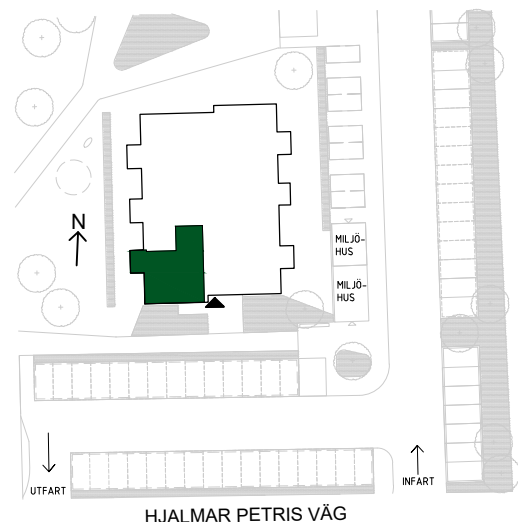 N
MILJÖ-
HUS
MILJÖ-
HUS
UTFART
INFART
HJALMAR PETRIS VÄG